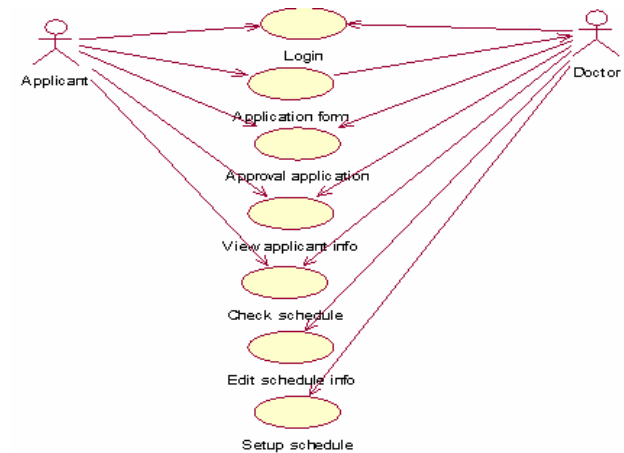 Login
Applicant
Doctor
Application form
Approval application
View applicant info
Check schedule
Edit schedule info
Setup schedule